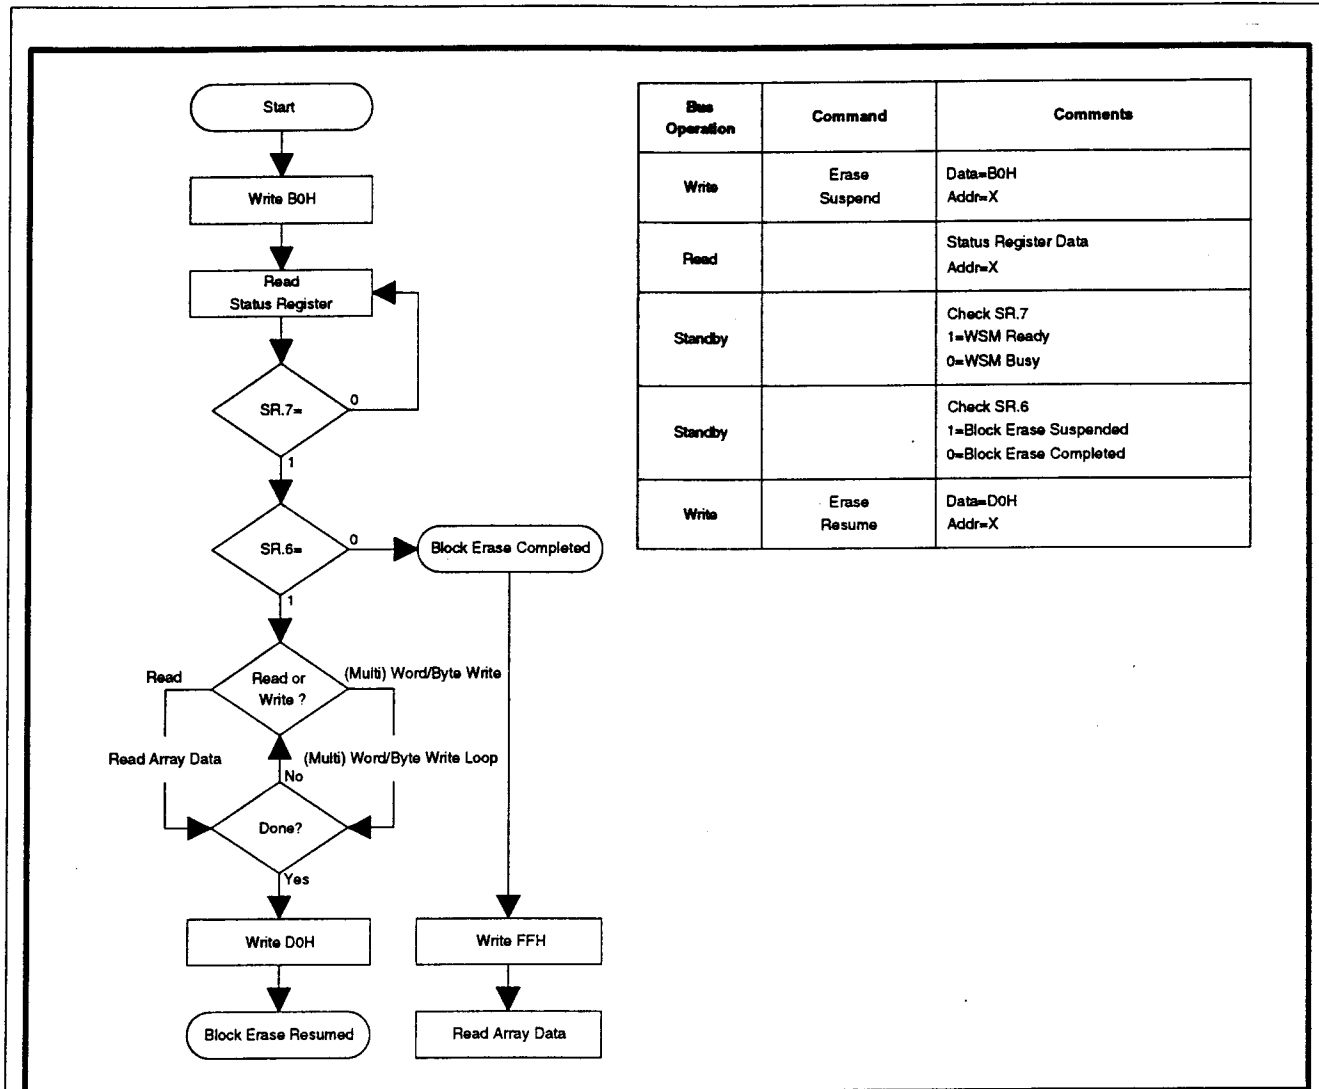 Start
Write B0H
Read
Status Register
SR.7=
0
1
SR.6=
0
Block Erase Completed
1
Read or
Write ?
Read
(Multi) Word/Byte Write
Read Array Data
(Multi) Word/Byte Write Loop
No
Done?
Yes
Write D0H
Write FFH
Block Erase Resumed
Read Array Data
Bus
Operation
Command
Comments
Write
Erase
Suspend
Data=B0H
Addr=X
Read
Status Register Data
Addr=X
Standby
Check SR.7
1=WSM Ready
0=WSM Busy
Standby
Check SR.6
1=Block Erase Suspended
0=Block Erase Completed
Write
Erase
Resume
Data=D0H
Addr=X